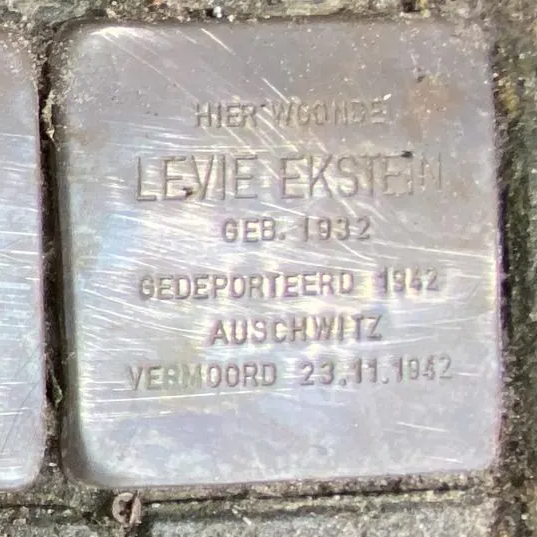 HIER WOONDE
LEVIE EKSTEIN
GEB. 1932
GEDEPORTEERD 1942
AUSCHWITZ
VERMOORD 23.11.1942